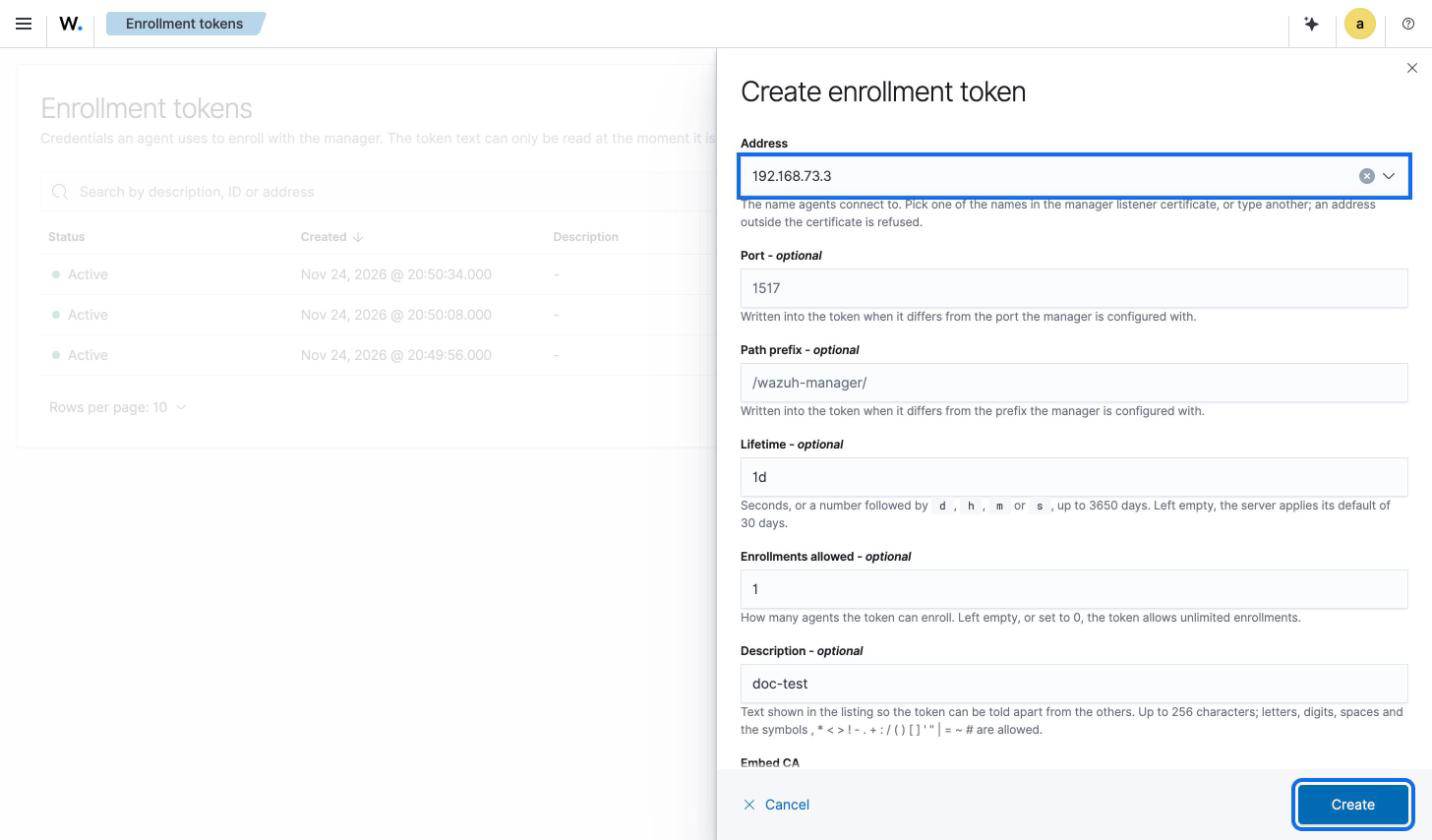 W.
Enrollment tokens
a
Enrollment tokens
Credentials an agent uses to enroll with the manager. The token text can only be read at the moment it is
Search by description, ID or address
Status Created Description
Active Nov 24, 2026 @ 20:50:34.000 -
Active Nov 24, 2026 @ 20:50:08.000 -
Active Nov 24, 2026 @ 20:49:56.000 -
Rows per page: 10
Create enrollment token
Address
192.168.73.3
The name agents connect to. Pick one of the names in the manager listener certificate, or type another; an address
outside the certificate is refused.
Port - optional
1517
Written into the token when it differs from the port the manager is configured with.
Path prefix - optional
/wazuh-manager/
Written into the token when it differs from the prefix the manager is configured with.
Lifetime - optional
1d
Seconds, or a number followed by d , h , m or s , up to 3650 days. Left empty, the server applies its default of
30 days.
Enrollments allowed - optional
1
How many agents the token can enroll. Left empty, or set to 0, the token allows unlimited enrollments.
Description - optional
doc-test
Text shown in the listing so the token can be told apart from the others. Up to 256 characters; letters, digits, spaces and
the symbols , * < > ! - . + : / ( ) [ ] ' " | = ~ # are allowed.
Embed CA
Cancel
Create